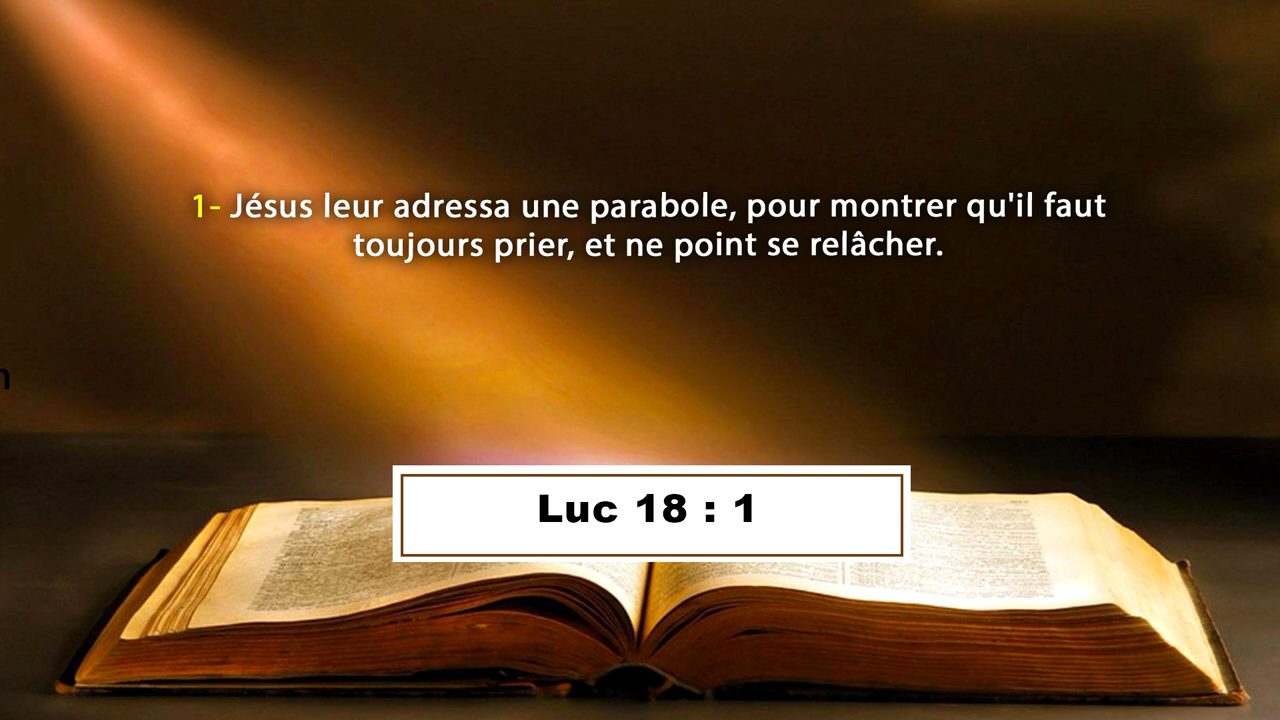 1- Jésus leur adressa une parabole, pour montrer qu'il faut
toujours prier, et ne point se relâcher.
n
Luc 18 : 1